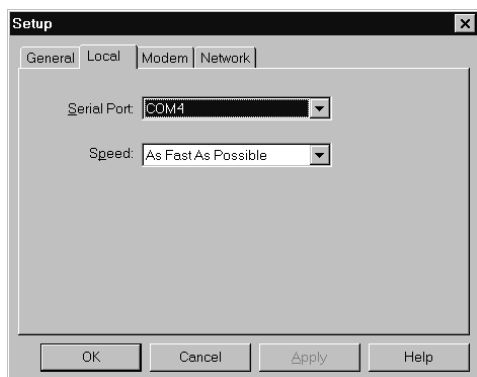 Setup
General Local Modem Network
Serial Port: COM4
Speed: As Fast As Possible
OK Cancel Apply Help